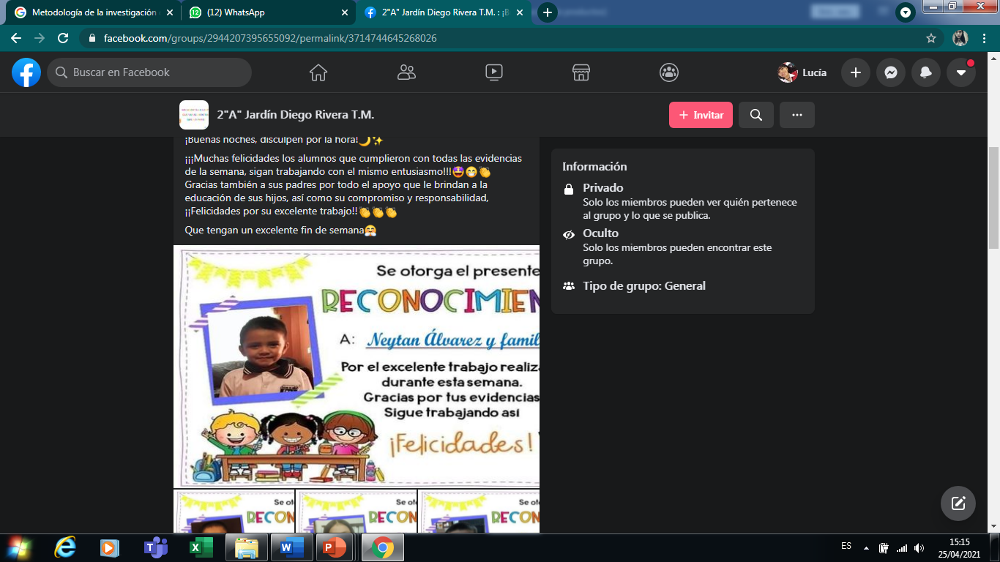 Metodología de la investigación
(12) WhatsApp
2"A" Jardín Diego Rivera T.M. : ¡B
facebook.com/groups/2944207395655092/permalink/3714744645268026
Buscar en Facebook
Lucía
2"A" Jardín Diego Rivera T.M.
Invitar
¡Buenas noches, disculpen por la hora!🌙✨
¡¡¡Muchas felicidades los alumnos que cumplieron con todas las evidencias
de la semana, sigan trabajando con el mismo entusiasmo!!!🤩😁👏
Gracias también a sus padres por todo el apoyo que le brindan a la
educación de sus hijos, así como su compromiso y responsabilidad,
¡¡Felicidades por su excelente trabajo!!👏👏👏
Que tengan un excelente fin de semana🤗
Se otorga el presente
RECONOCIMIEN
A: Neytan Álvarez y famil
Por el excelente trabajo realiza
durante esta semana.
Gracias por tus evidencias
Sigue trabajando así
¡Felicidades!
Se ot
RECON
Se ot
RECON
Se ot
RECON
Información
Privado
Solo los miembros pueden ver quién pertenece
al grupo y lo que se publica.
Oculto
Solo los miembros pueden encontrar este
grupo.
Tipo de grupo: General
ES
15:15
25/04/2021